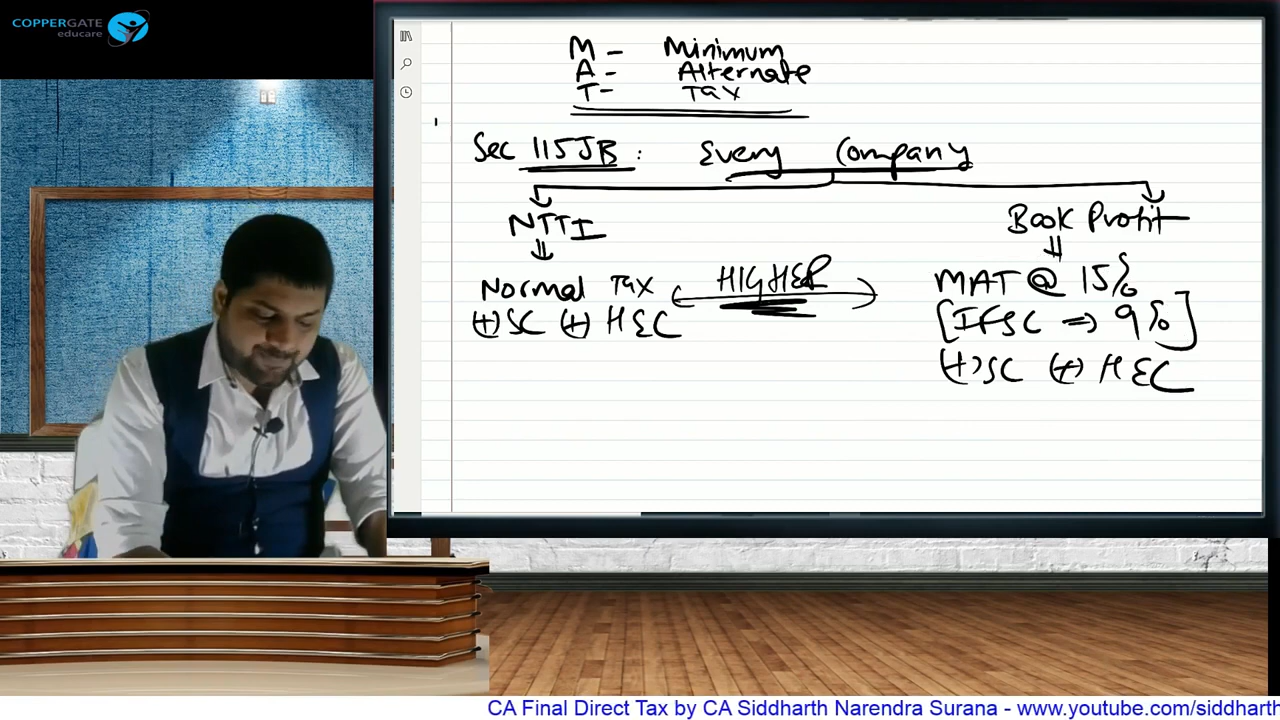 COPPERGATE
educare
M - Minimum
A - Alternate
T - Tax
Sec 115JB : Every Company
NTTI
Book Profit
Normal Tax
HIGHER
MAT @ 15%
(+) SC (+) HEC
[IFSC => 9%]
(+) SC (+) HEC
CA Final Direct Tax by CA Siddharth Narendra Surana - www.youtube.com/siddharth